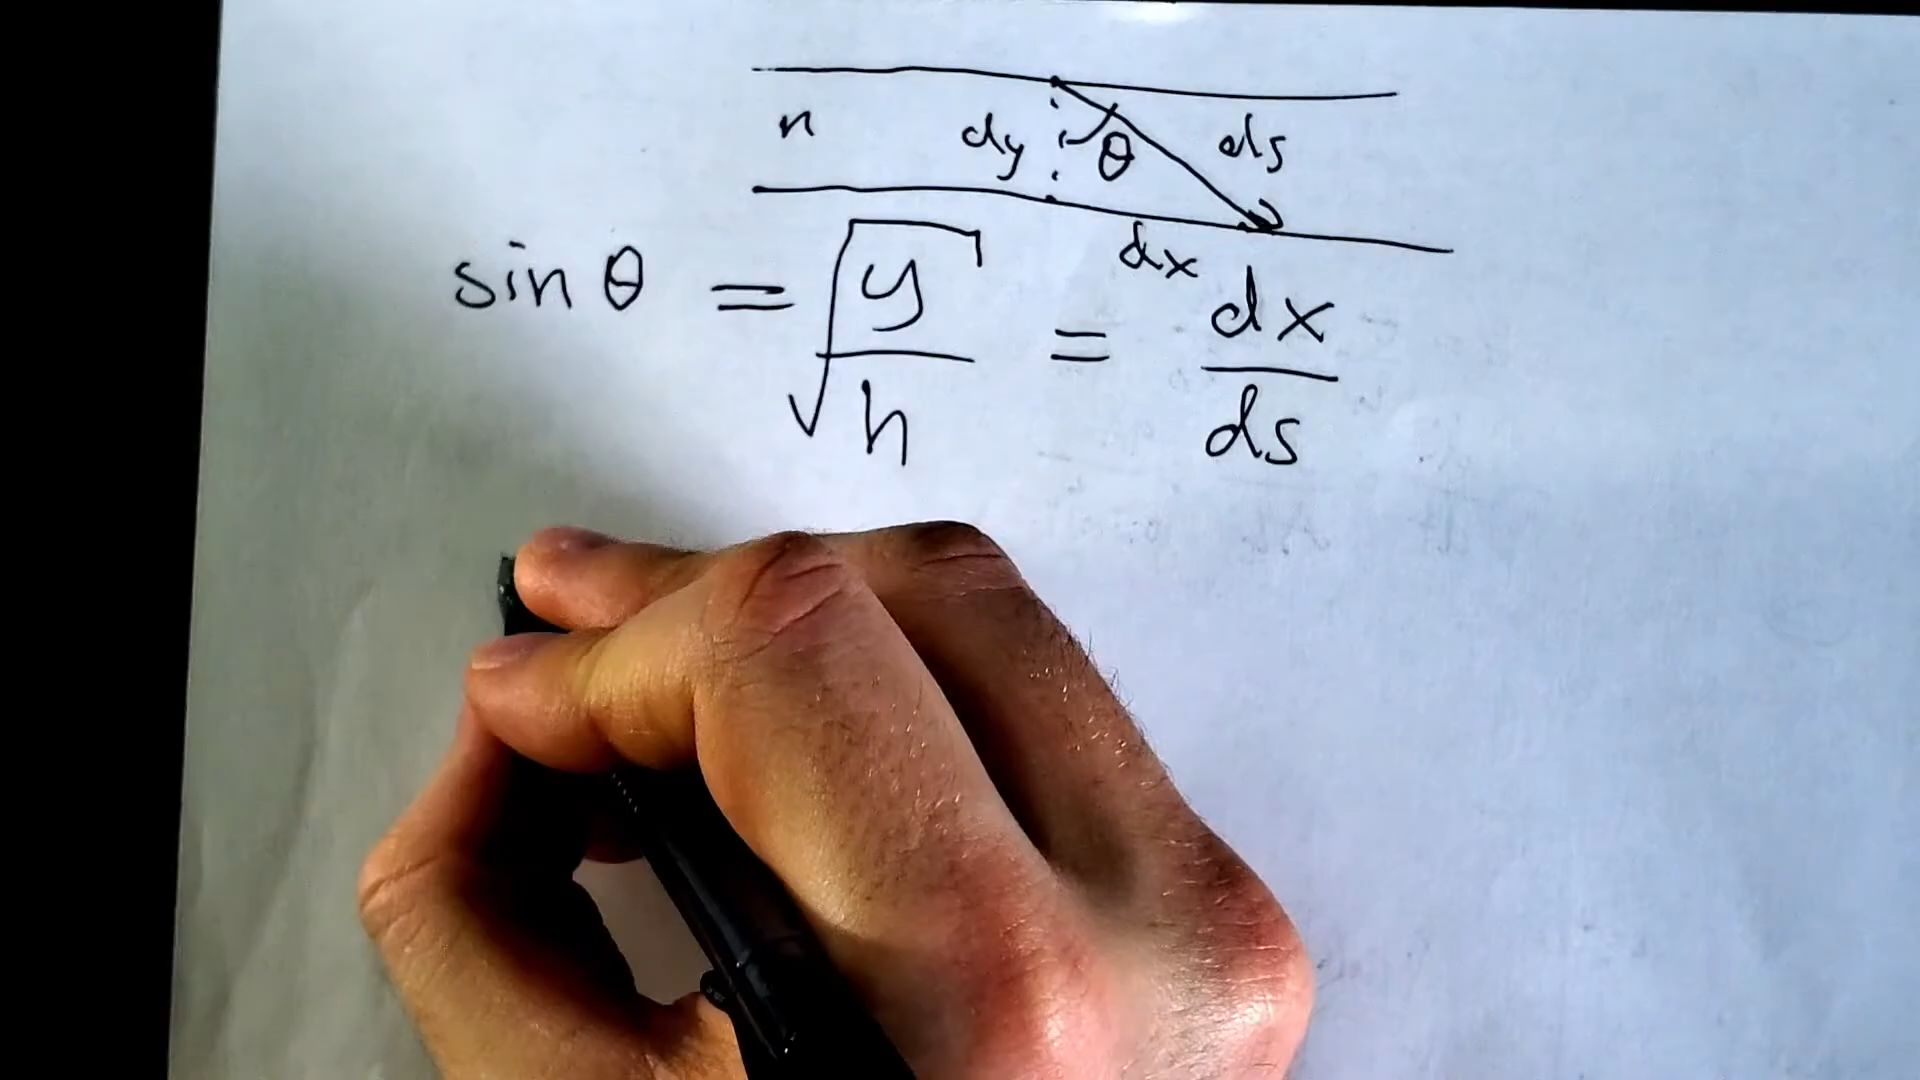 n dy θ ds
dx
sin θ = √(y/h) = dx/ds